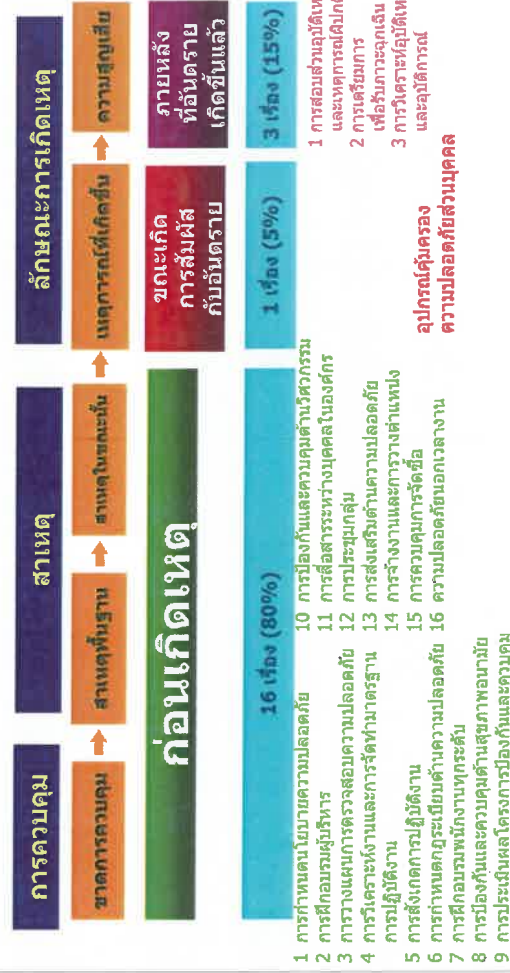 การควบคุม
สาเหตุ
ลักษณะการเกิดเหตุ
ขาดการควบคุม
สาเหตุพื้นฐาน
สาเหตุในขณะนั้น
เหตุการณ์ที่เกิดขึ้น
ความสูญเสีย
ก่อนเกิดเหตุ
ขณะเกิด
การสัมผัส
กับอันตราย
ภายหลัง
ที่อันตราย
เกิดขึ้นแล้ว
16 เรื่อง (80%)
1 เรื่อง (5%)
3 เรื่อง (15%)
1 การกำหนดนโยบายความปลอดภัย
2 การฝึกอบรมผู้บริหาร
3 การวางแผนการตรวจสอบความปลอดภัย
4 การวิเคราะห์งานและการจัดทำมาตรฐาน
การปฏิบัติงาน
5 การสังเกตการปฏิบัติงาน
6 การกำหนดกฎระเบียบด้านความปลอดภัย
7 การฝึกอบรมพนักงานทุกระดับ
8 การป้องกันและควบคุมด้านสุขภาพอนามัย
9 การประเมินผลโครงการป้องกันและควบคุม
10 การป้องกันและควบคุมด้านวิศวกรรม
11 การสื่อสารระหว่างบุคคลในองค์กร
12 การประชุมกลุ่ม
13 การส่งเสริมด้านความปลอดภัย
14 การจ้างงานและการวางตำแหน่ง
15 การควบคุมการจัดซื้อ
16 ความปลอดภัยนอกเวลางาน
อุปกรณ์คุ้มครอง
ความปลอดภัยส่วนบุคคล
1 การสอบสวนอุบัติเห
และเหตุการณ์ผิดปกติ
2 การเตรียมการ
เพื่อรับภาวะฉุกเฉิน
3 การวิเคราะห์อุบัติเห
และอุบัติการณ์